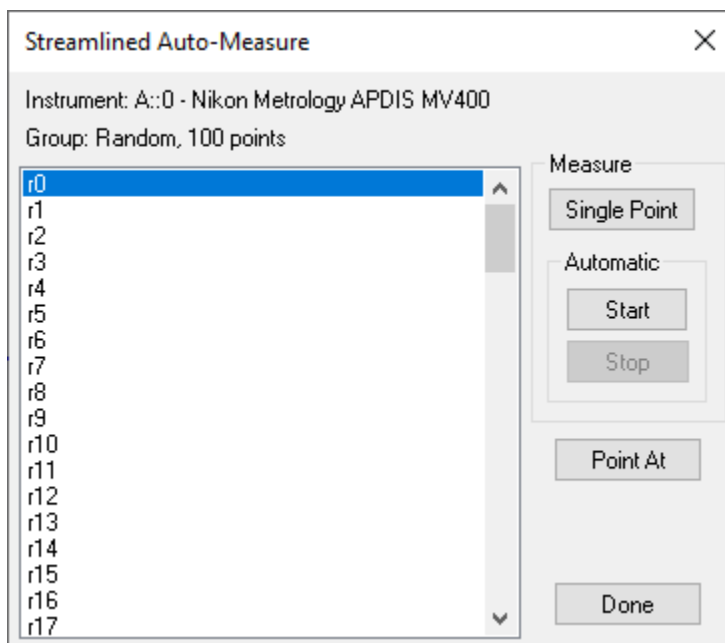 Streamlined Auto-Measure
Instrument: A::0 - Nikon Metrology APDIS MV400
Group: Random, 100 points
r0
r1
r2
r3
r4
r5
r6
r7
r8
r9
r10
r11
r12
r13
r14
r15
r16
r17
Measure
Single Point
Automatic
Start
Stop
Point At
Done